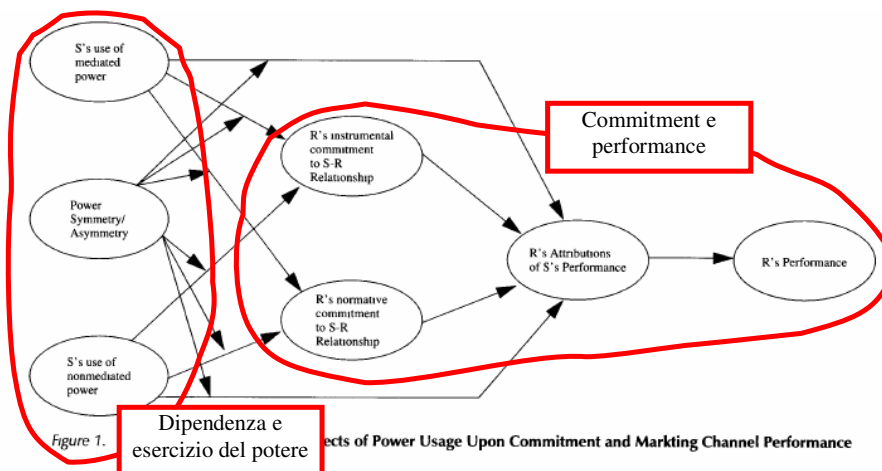 S's use of
mediated
power
Power
Symmetry/
Asymmetry
S's use of
nonmediated
power
R's instrumental
commitment
to S-R
Relationship
R's normative
commitment
to S-R
Relationship
Commitment e
performance
R's Attributions
of S's Performance
R's Performance
Dipendenza e
esercizio del potere
Figure 1.
ects of Power Usage Upon Commitment and Markting Channel Performance